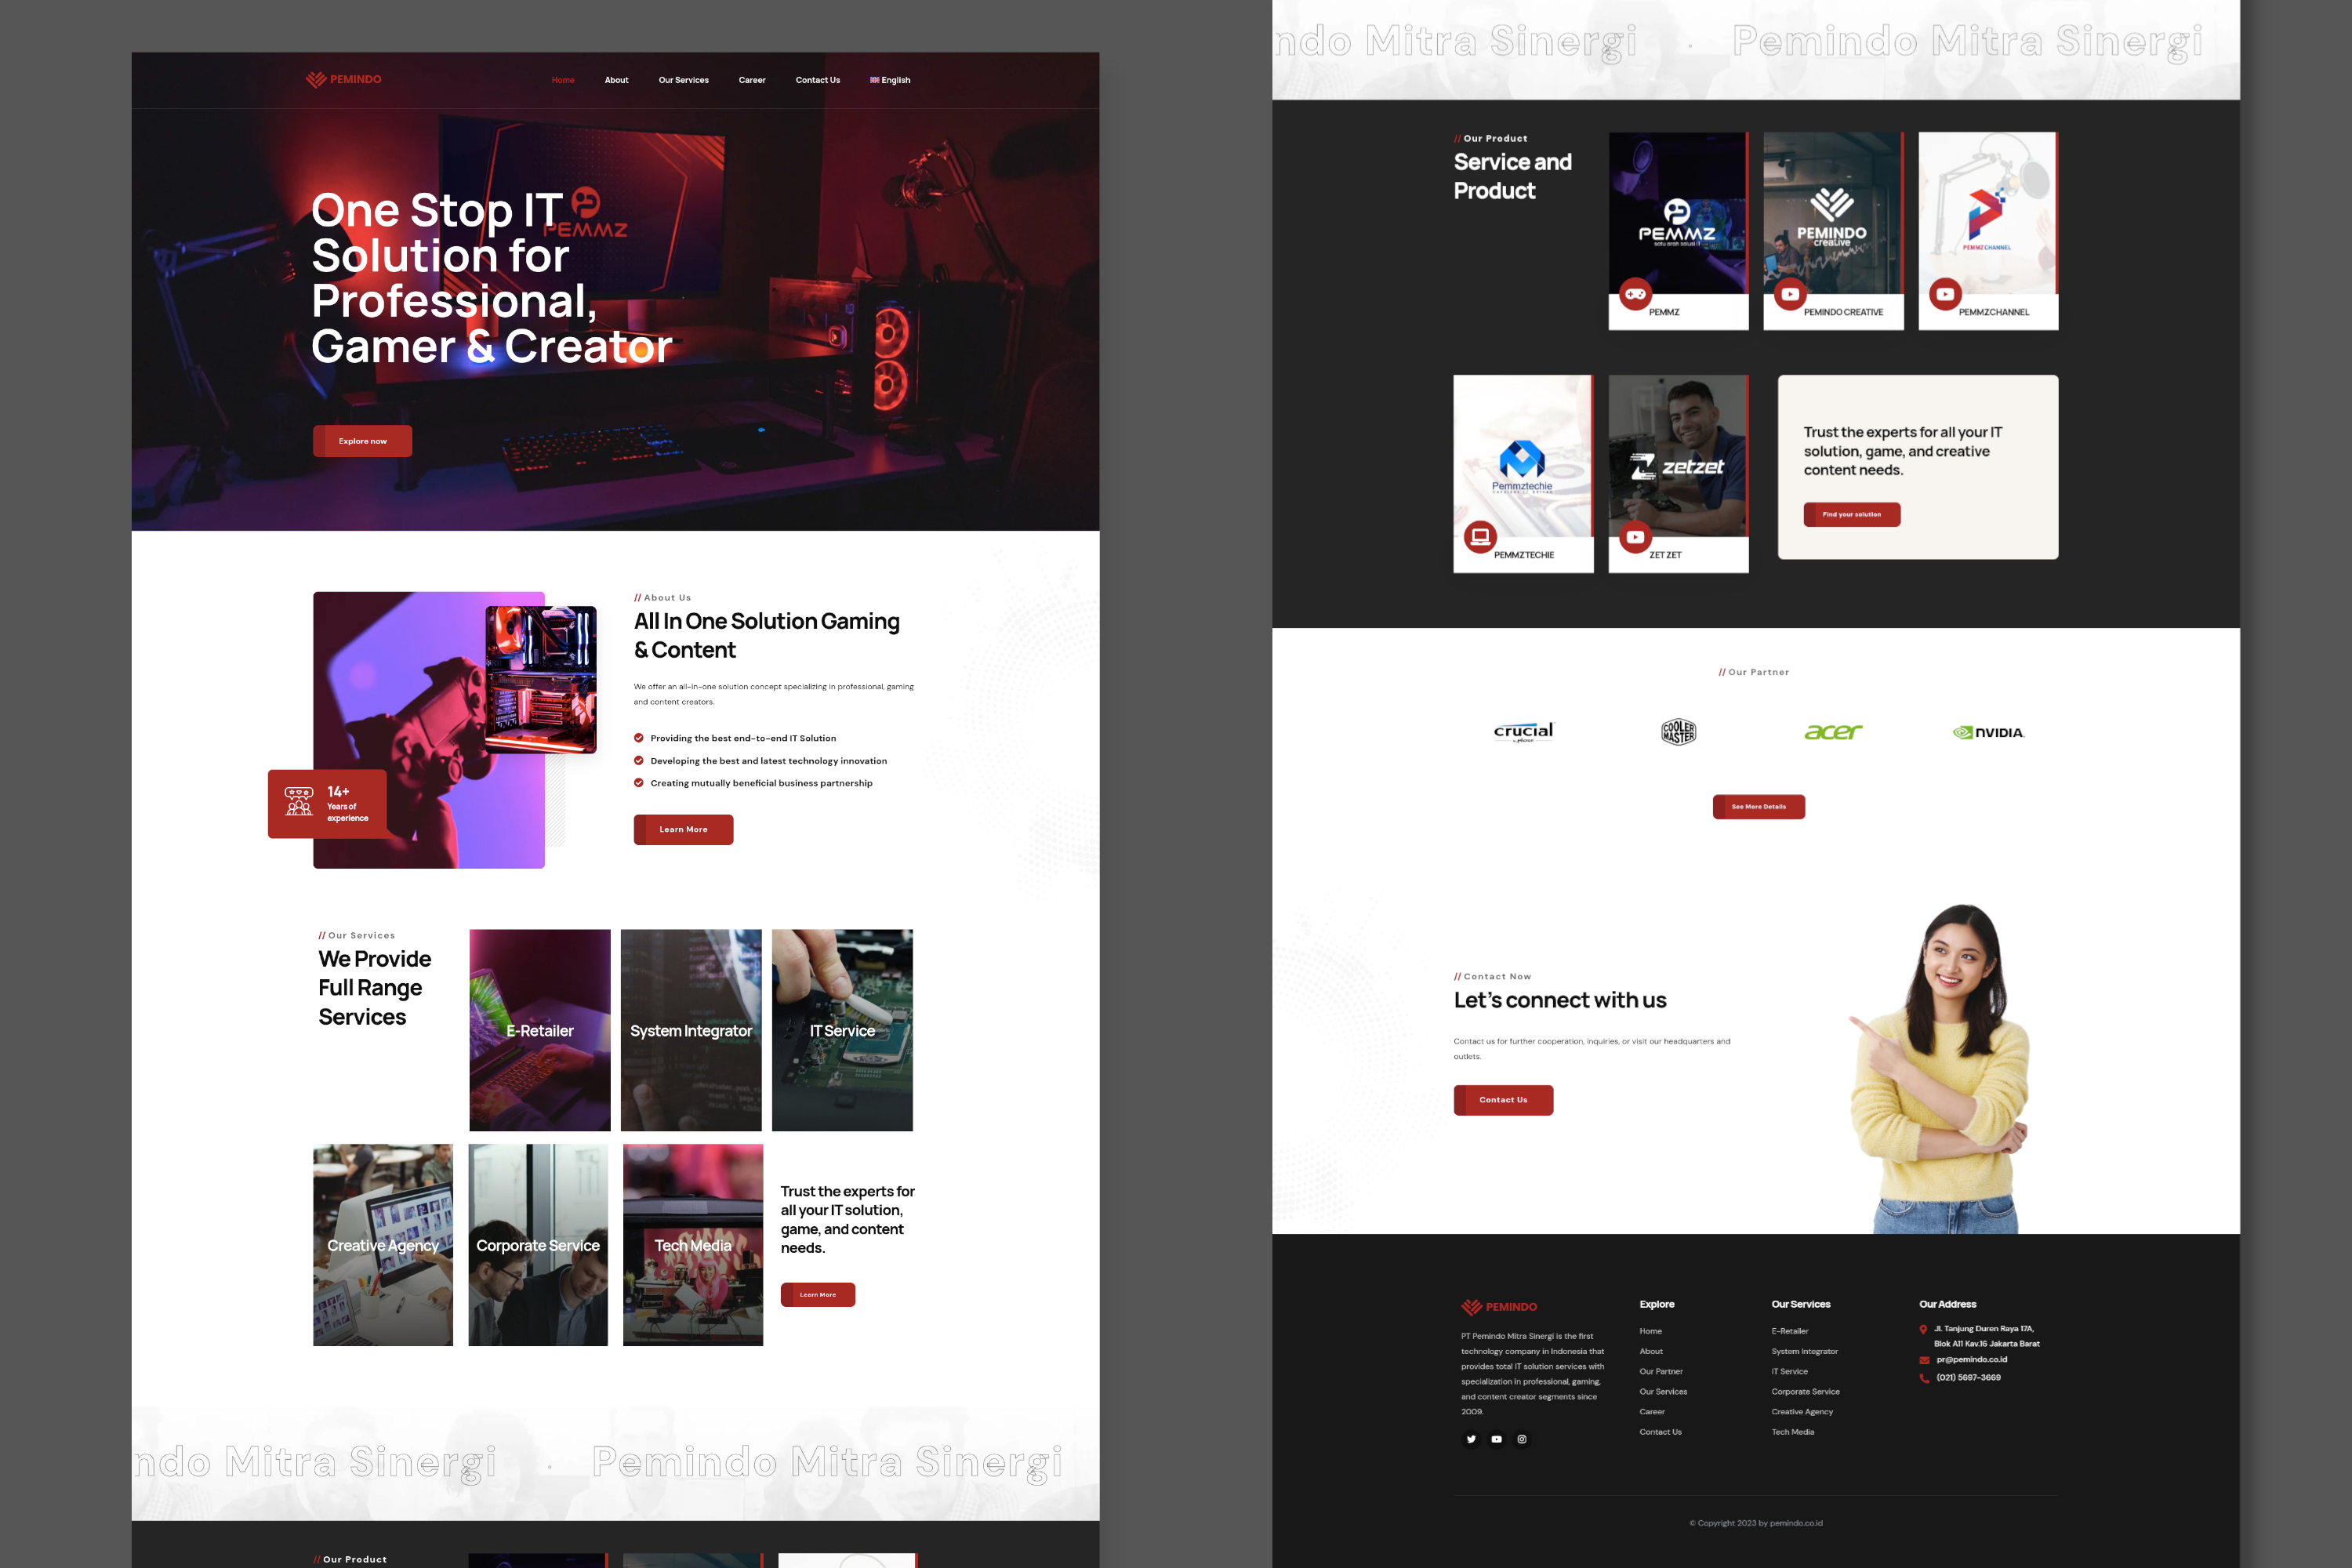 PEMINDO
Home
About
Our Services
Career
Contact Us
English
PEMMZ
One Stop IT
Solution for
Professional,
Gamer & Creator
Explore now
// About Us
All In One Solution Gaming
& Content
We offer an all-in-one solution concept specializing in professional, gaming
and content creators.
Providing the best end-to-end IT Solution
Developing the best and latest technology innovation
Creating mutually beneficial business partnership
Learn More
14+
Years of
experience
// Our Services
We Provide
Full Range
Services
E-Retailer
System Integrator
IT Service
Creative Agency
Corporate Service
Tech Media
Trust the experts for
all your IT solution,
game, and content
needs.
Learn More
ndo Mitra Sinergi
Pemindo Mitra Sinergi
// Our Product
ndo Mitra Sinergi
Pemindo Mitra Sinergi
// Our Product
Service and
Product
PEMMZ
satu arah solusi IT
PEMMZ
PEMINDO
creative
PEMINDO CREATIVE
PEMMZCHANNEL
PEMMZCHANNEL
Pemmztechie
PEMMZTECHIE
zetzet
ZET ZET
Trust the experts for all your IT
solution, game, and creative
content needs.
Find your solution
// Our Partner
crucial
by Micron
COOLER
MASTER
acer
NVIDIA.
See More Details
// Contact Now
Let's connect with us
Contact us for further cooperation, inquiries, or visit our headquarters and
outlets.
Contact Us
PEMINDO
PT Pemindo Mitra Sinergi is the first
technology company in Indonesia that
provides total IT solution services with
specialization in professional, gaming,
and content creator segments since
2009.
Explore
Home
About
Our Partner
Our Services
Career
Contact Us
Our Services
E-Retailer
System Integrator
IT Service
Corporate Service
Creative Agency
Tech Media
Our Address
Jl. Tanjung Duren Raya 17A,
Blok A11 Kav.16 Jakarta Barat
pr@pemindo.co.id
(021) 5697-3669
© Copyright 2023 by pemindo.co.id